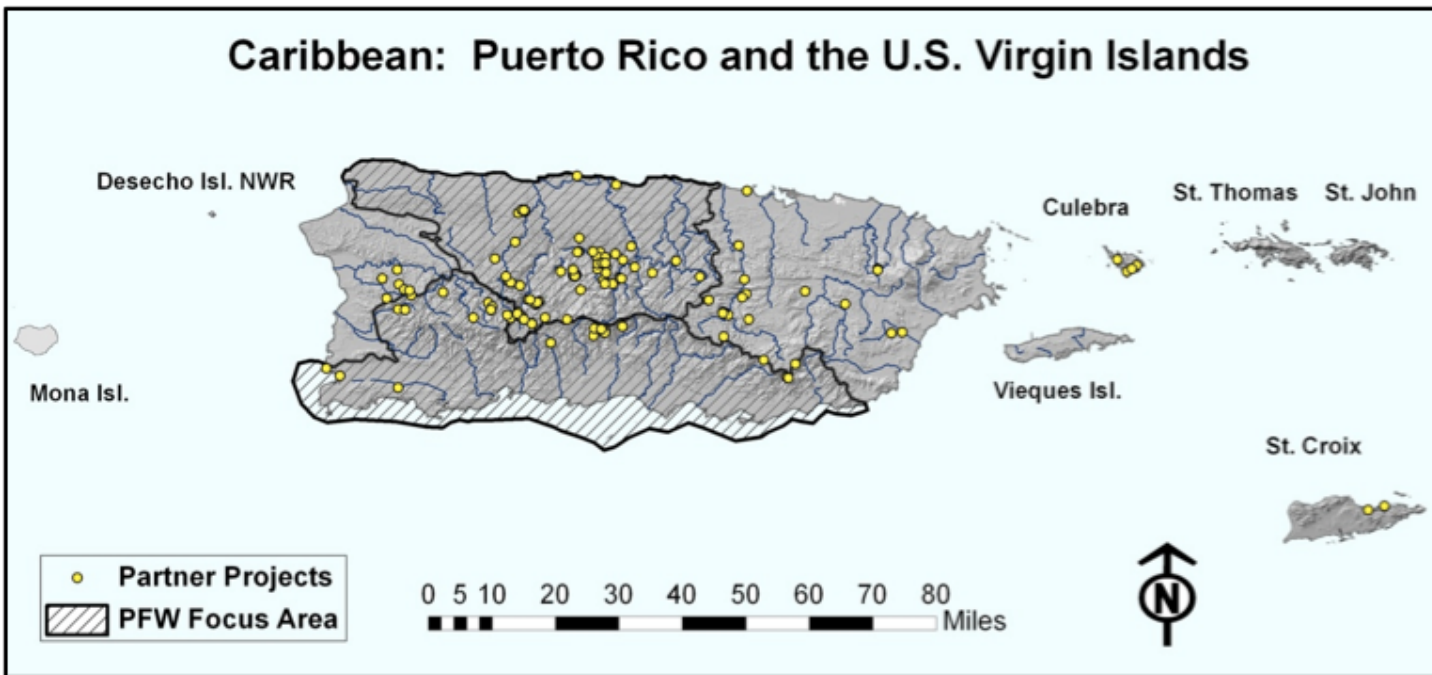 Caribbean: Puerto Rico and the U.S. Virgin Islands
Desecho Isl. NWR
Culebra
St. Thomas
St. John
Mona Isl.
Vieques Isl.
St. Croix
Partner Projects
PFW Focus Area
0 5 10 20 30 40 50 60 70 80
Miles
N